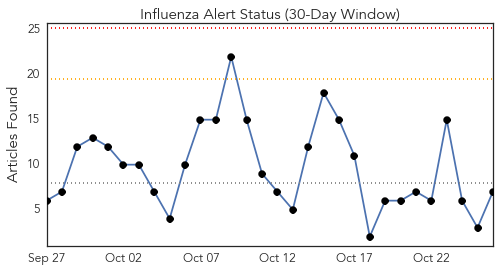 Influenza Alert Status (30-Day Window)
Articles Found
25
20
15
10
5
Sep 27 Oct 02 Oct 07 Oct 12 Oct 17 Oct 22